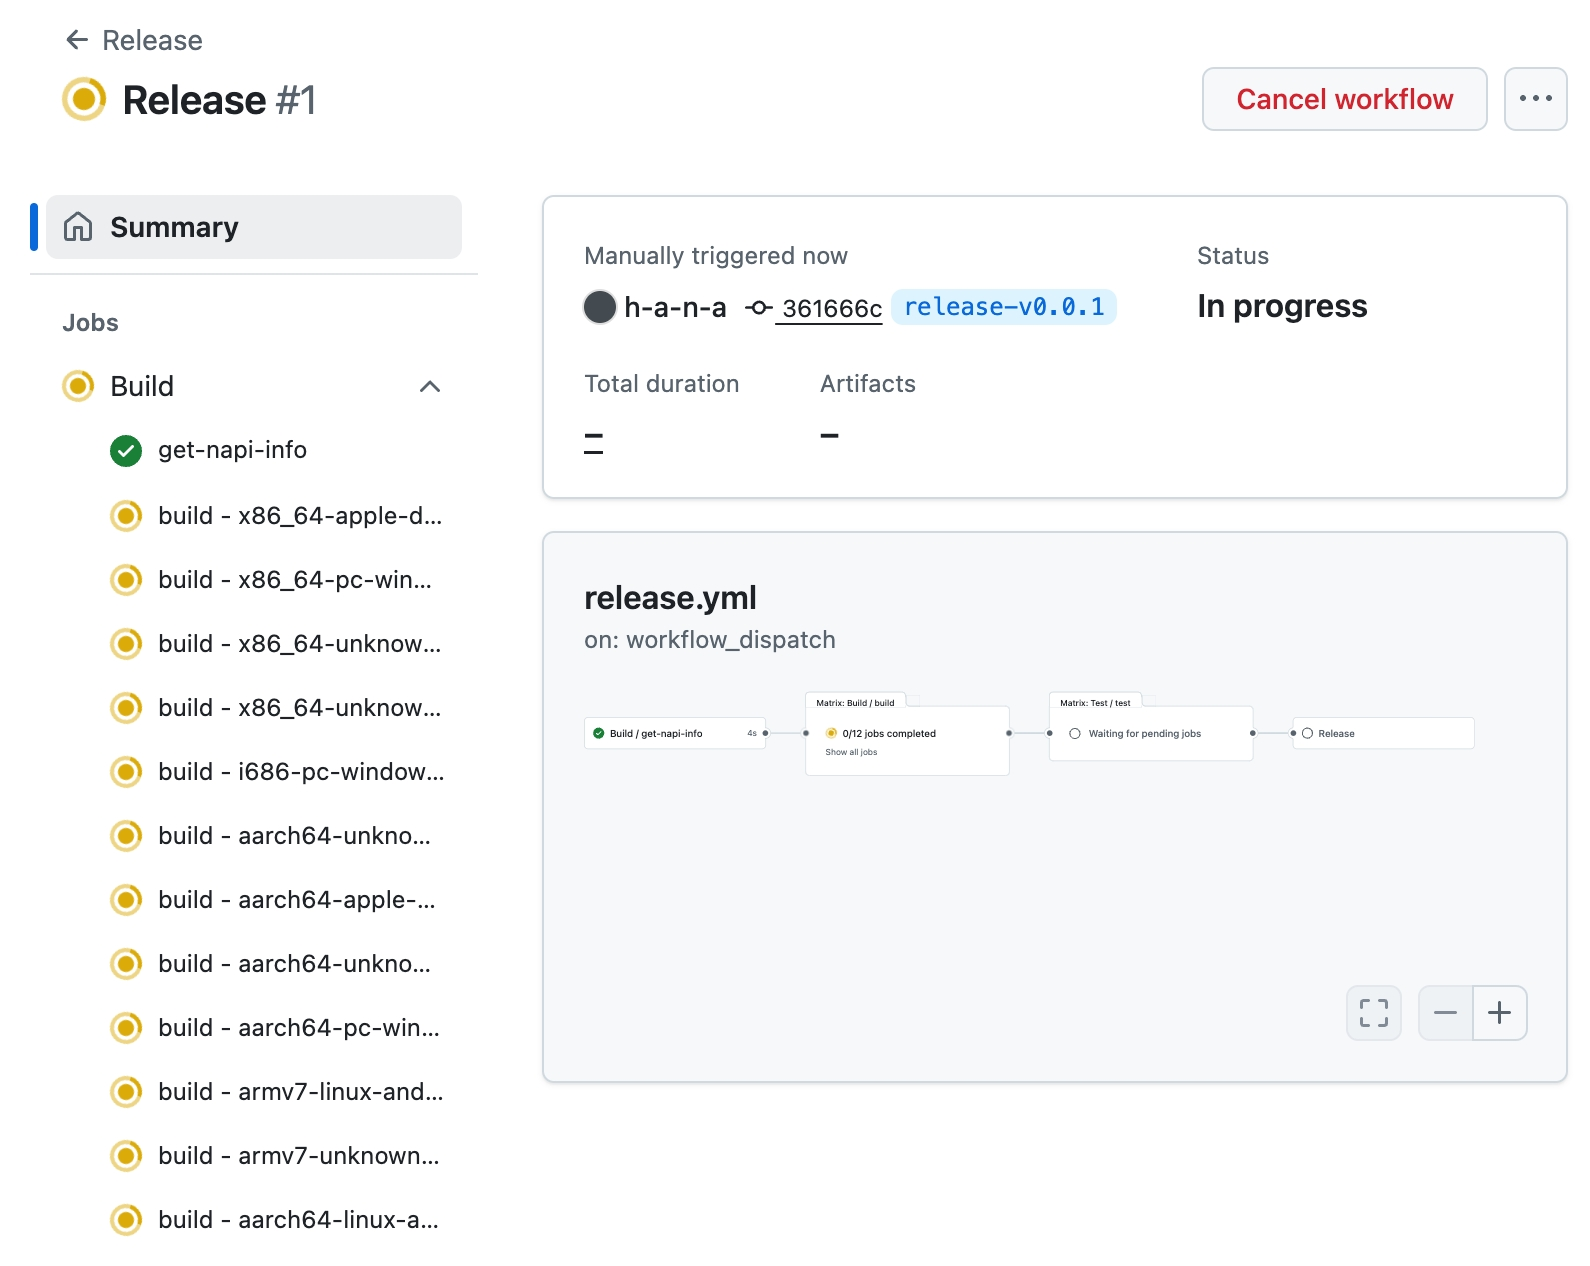 Release
Release #1
Cancel workflow
Summary
Jobs
Build
get-napi-info
build - x86_64-apple-d...
build - x86_64-pc-win...
build - x86_64-unknow...
build - x86_64-unknow...
build - i686-pc-window...
build - aarch64-unkno...
build - aarch64-apple-...
build - aarch64-unkno...
build - aarch64-pc-win...
build - armv7-linux-and...
build - armv7-unknown...
build - aarch64-linux-a...
Manually triggered now
h-a-n-a 361666c release-v0.0.1
Status
In progress
Total duration
–
Artifacts
–
release.yml
on: workflow_dispatch
Build / get-napi-info 4s
Matrix: Build / build
0/12 jobs completed
Show all jobs
Matrix: Test / test
Waiting for pending jobs
Release